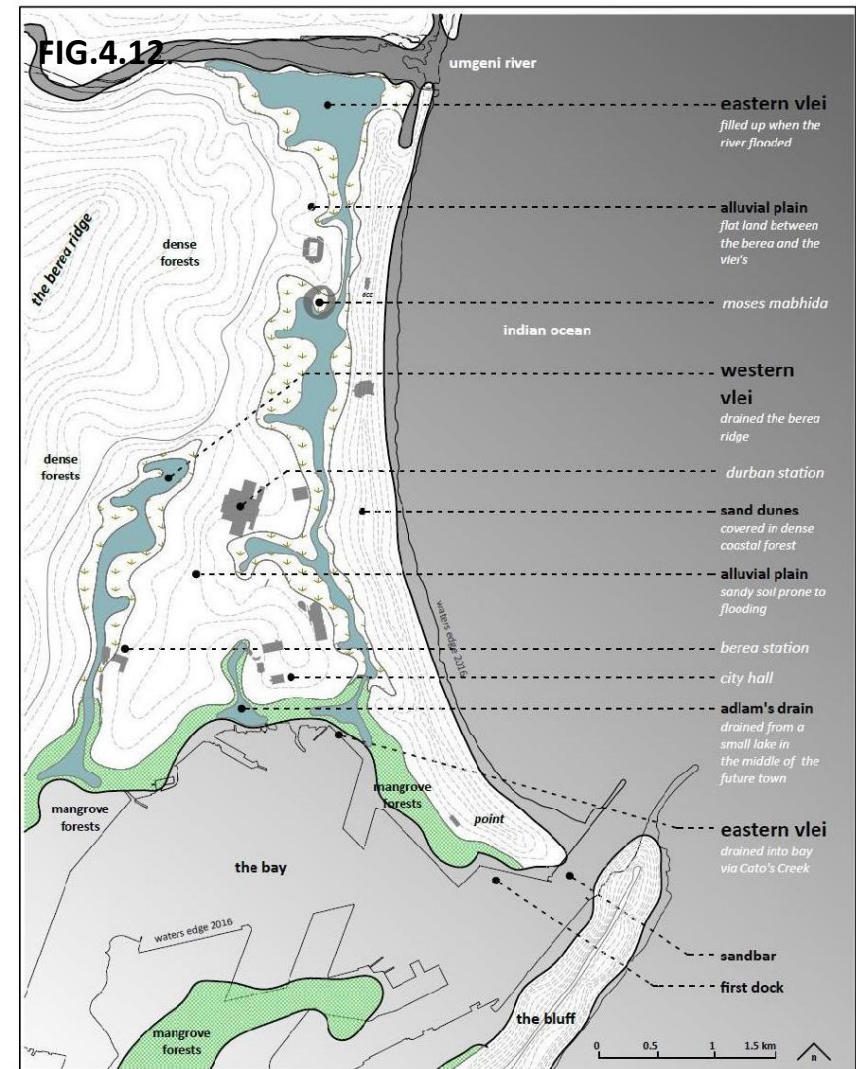 FIG.4.12.
umgeni river
eastern vlei
filled up when the
river flooded
alluvial plain
flat land between
the berea and the
vlei's
dense
forests
the berea ridge
moses mabhida
indian ocean
western
vlei
drained the berea
ridge
dense
forests
durban station
sand dunes
covered in dense
coastal forest
alluvial plain
sandy soil prone to
flooding
waters edge 2016
berea station
city hall
adlam's drain
drained from a
small lake in
the middle of the
future town
mangrove
forests
mangrove
forests
point
eastern vlei
drained into bay
via Cato's Creek
the bay
waters edge 2016
sandbar
first dock
the bluff
mangrove
forests
0 0.5 1 1.5 km